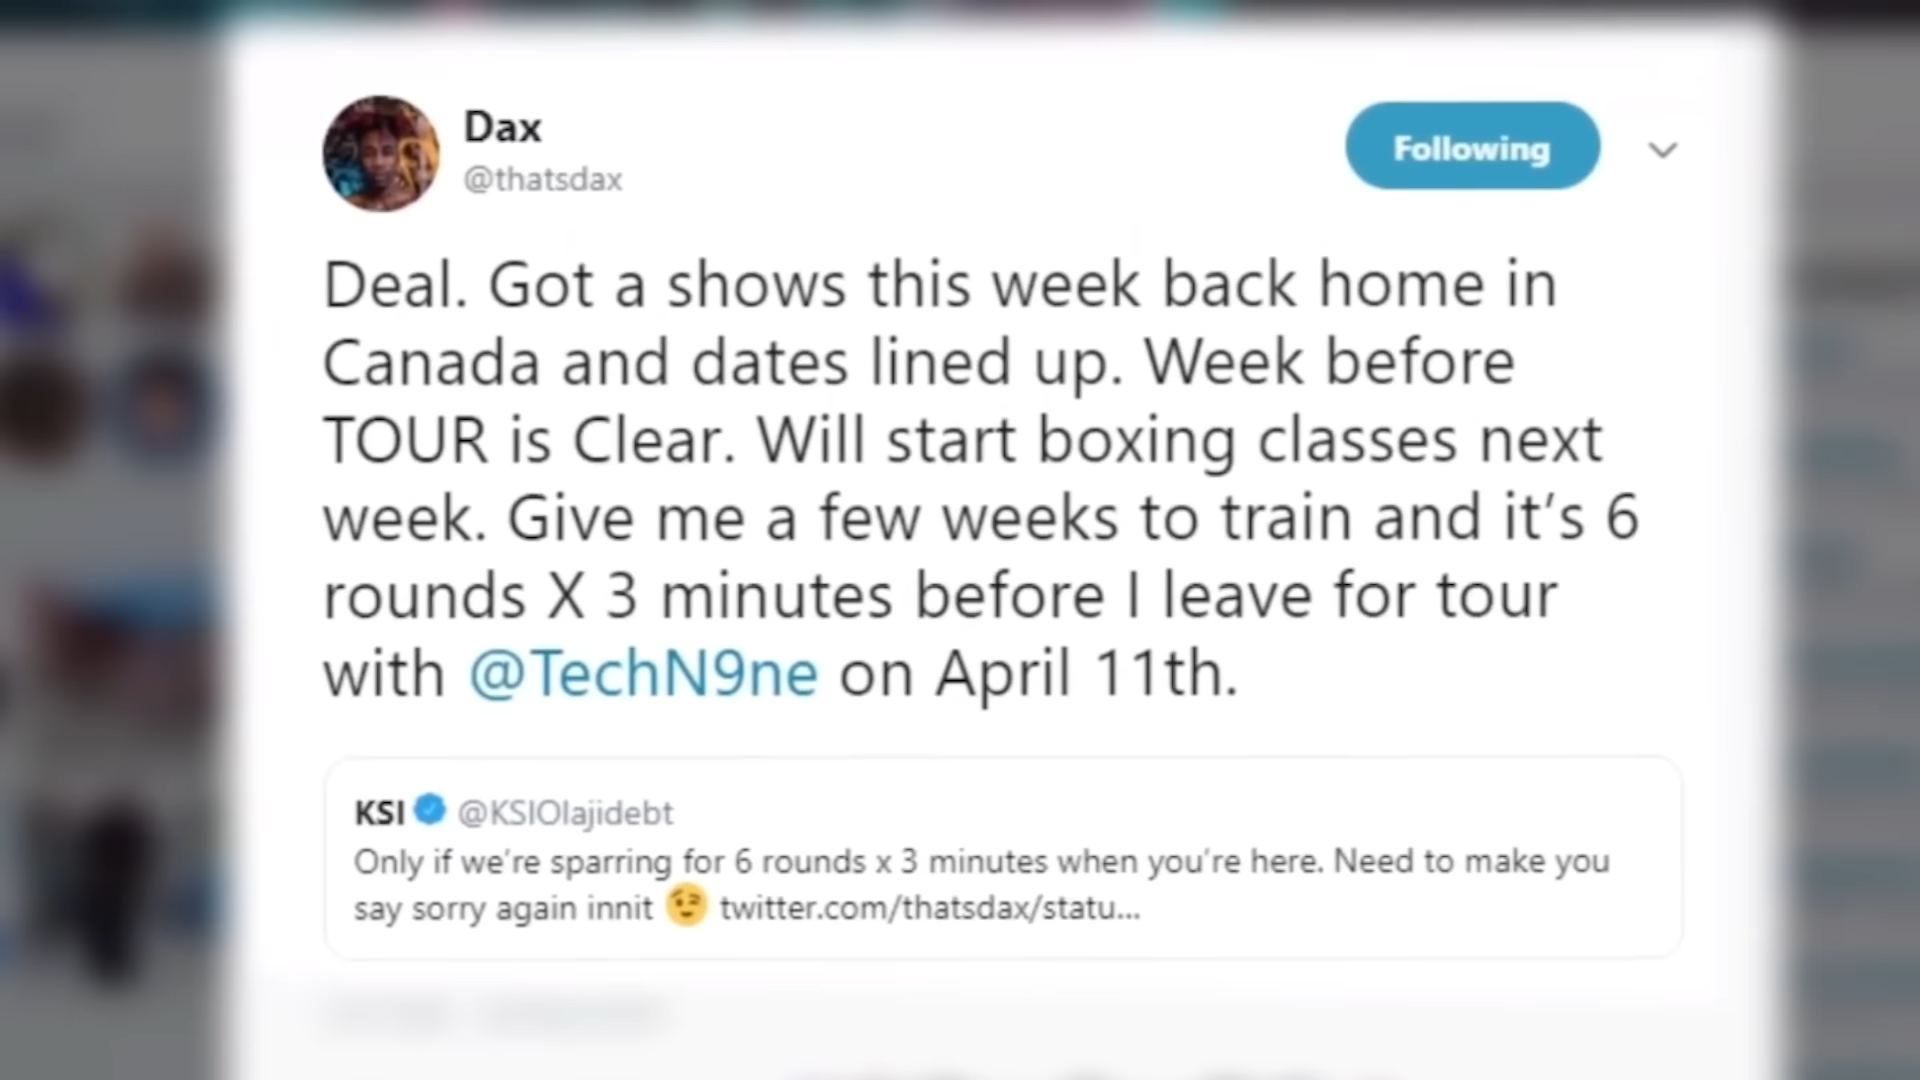 Dax
@thatsdax
Following
Deal. Got a shows this week back home in
Canada and dates lined up. Week before
TOUR is Clear. Will start boxing classes next
week. Give me a few weeks to train and it's 6
rounds X 3 minutes before I leave for tour
with @TechN9ne on April 11th.
KSI @KSIOlajidebt
Only if we're sparring for 6 rounds x 3 minutes when you're here. Need to make you
say sorry again innit 😉 twitter.com/thatsdax/statu...